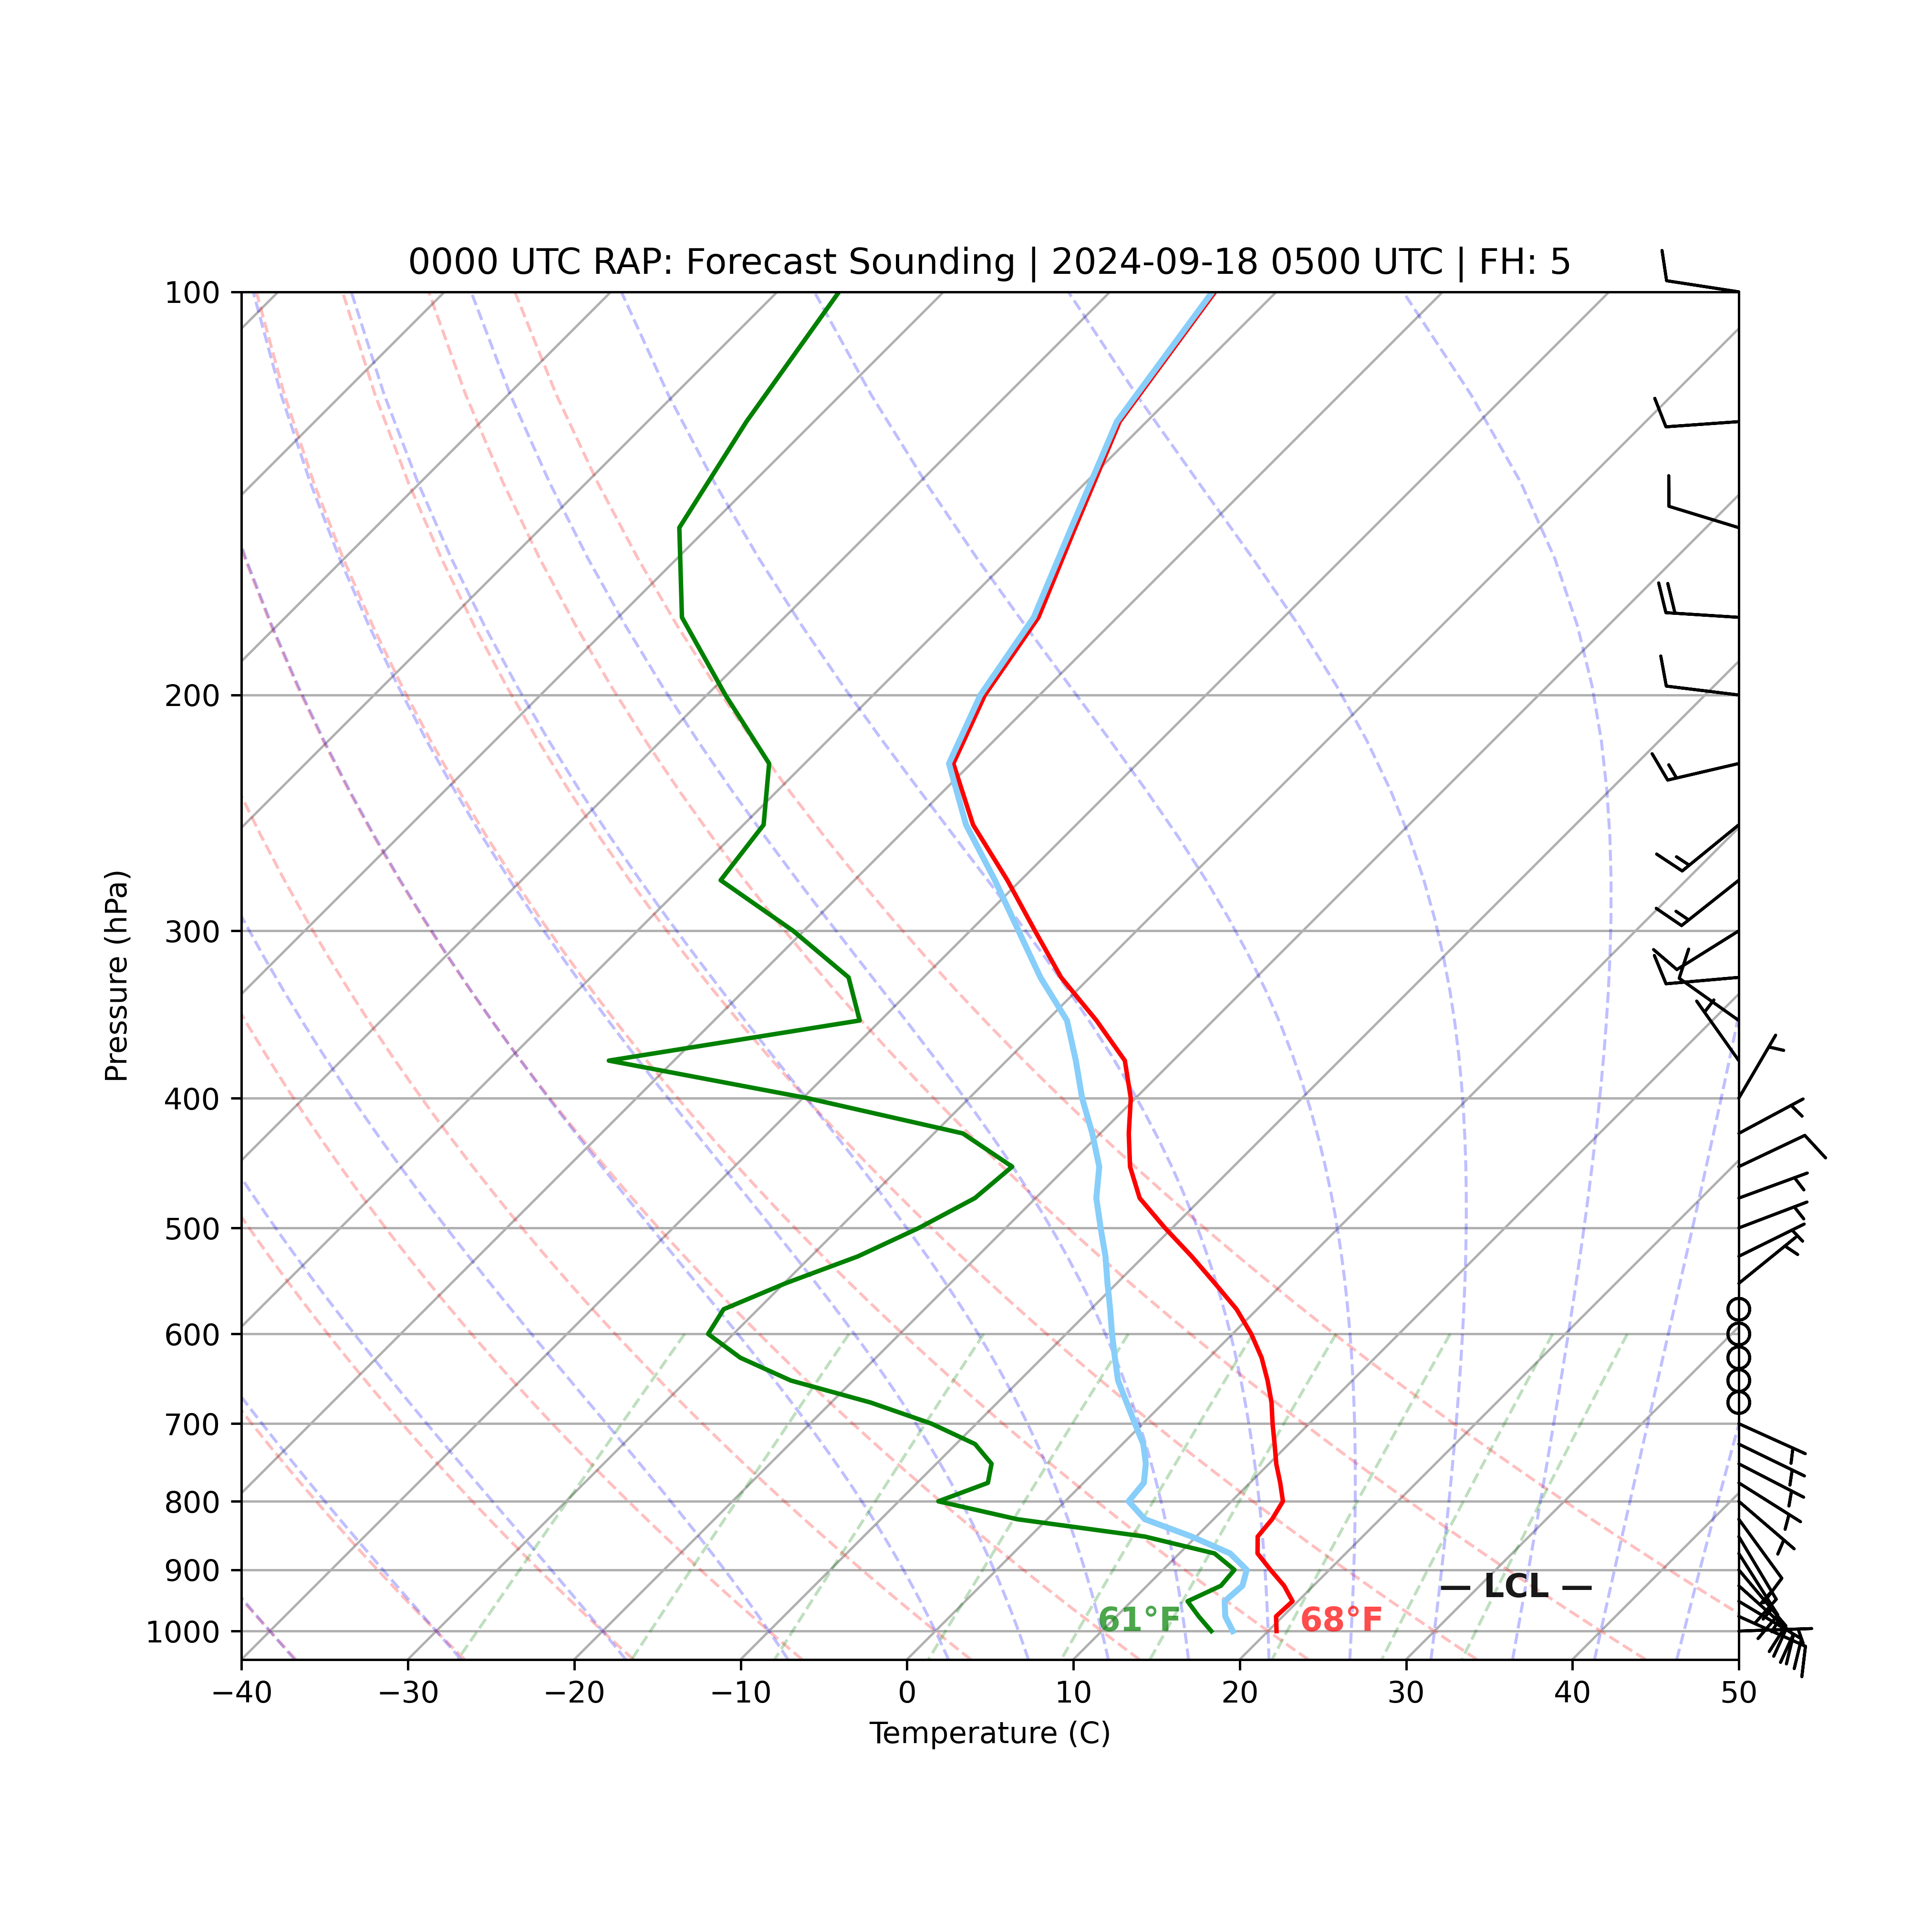 0000 UTC RAP: Forecast Sounding | 2024-09-18 0500 UTC | FH: 5
100
200
300
400
500
600
700
800
900
1000
Pressure (hPa)
— LCL —
61°F
68°F
−40 −30 −20 −10 0 10 20 30 40 50
Temperature (C)